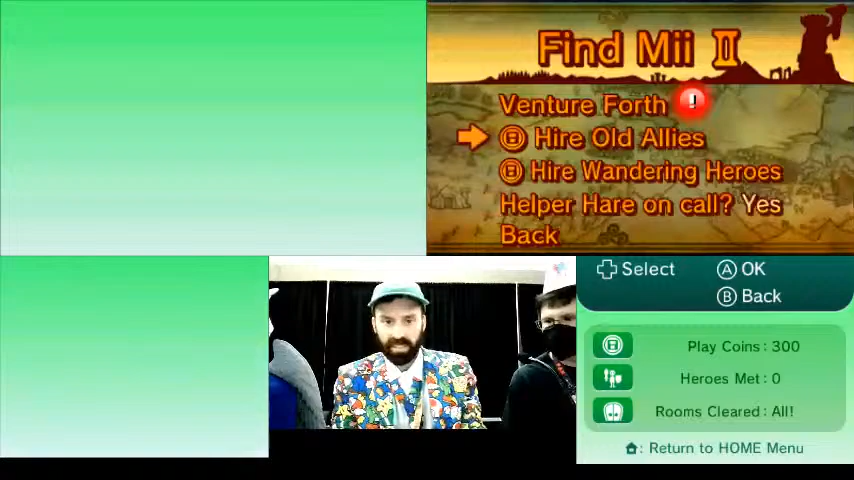 Find Mii II
Venture Forth !
Hire Old Allies
Hire Wandering Heroes
Helper Hare on call? Yes
Back
Select
A OK
B Back
Play Coins : 300
Heroes Met : 0
Rooms Cleared : All!
: Return to HOME Menu